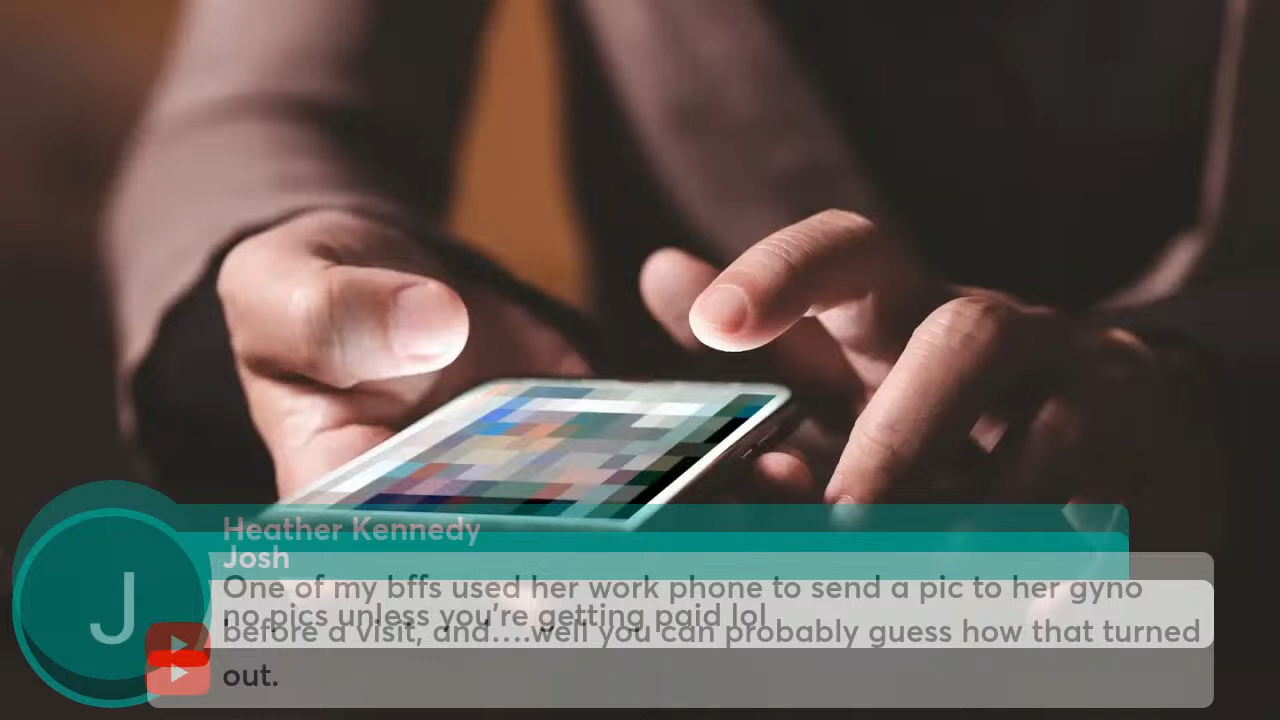 Heather Kennedy
Josh
One of my bffs used her work phone to send a pic to her gyno
no pics unless you're getting paid lol
before a visit, and....well you can probably guess how that turned
out.
J